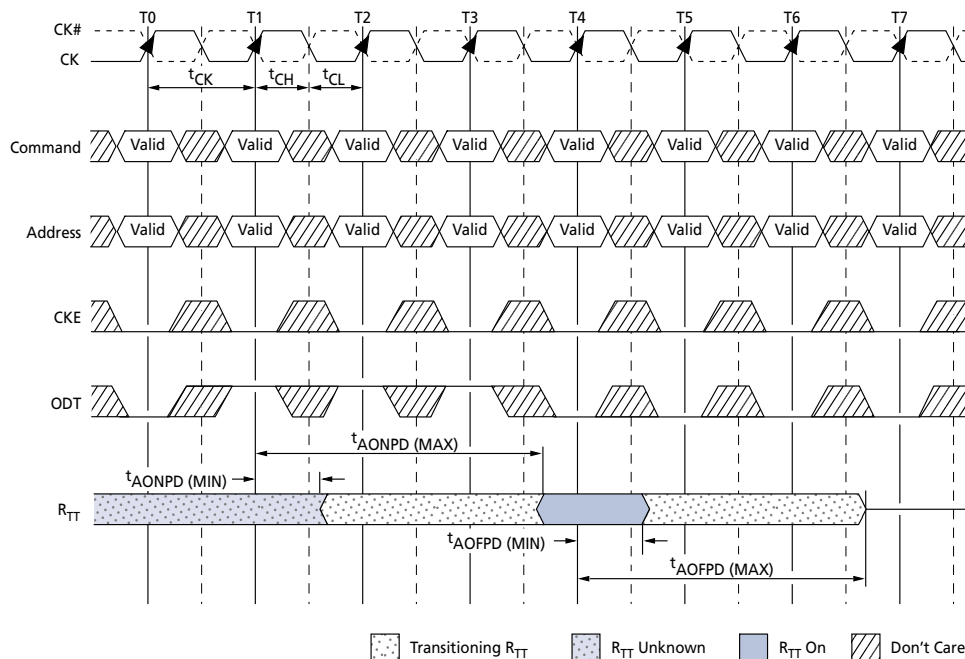 T0 T1 T2 T3 T4 T5 T6 T7
CK#
CK
tCK tCH tCL
Command Valid Valid Valid Valid Valid Valid Valid Valid
Address Valid Valid Valid Valid Valid Valid Valid Valid
CKE
ODT
tAONPD (MAX)
tAONPD (MIN)
RTT
tAOFPD (MIN)
tAOFPD (MAX)
Transitioning RTT RTT Unknown RTT On Don't Care